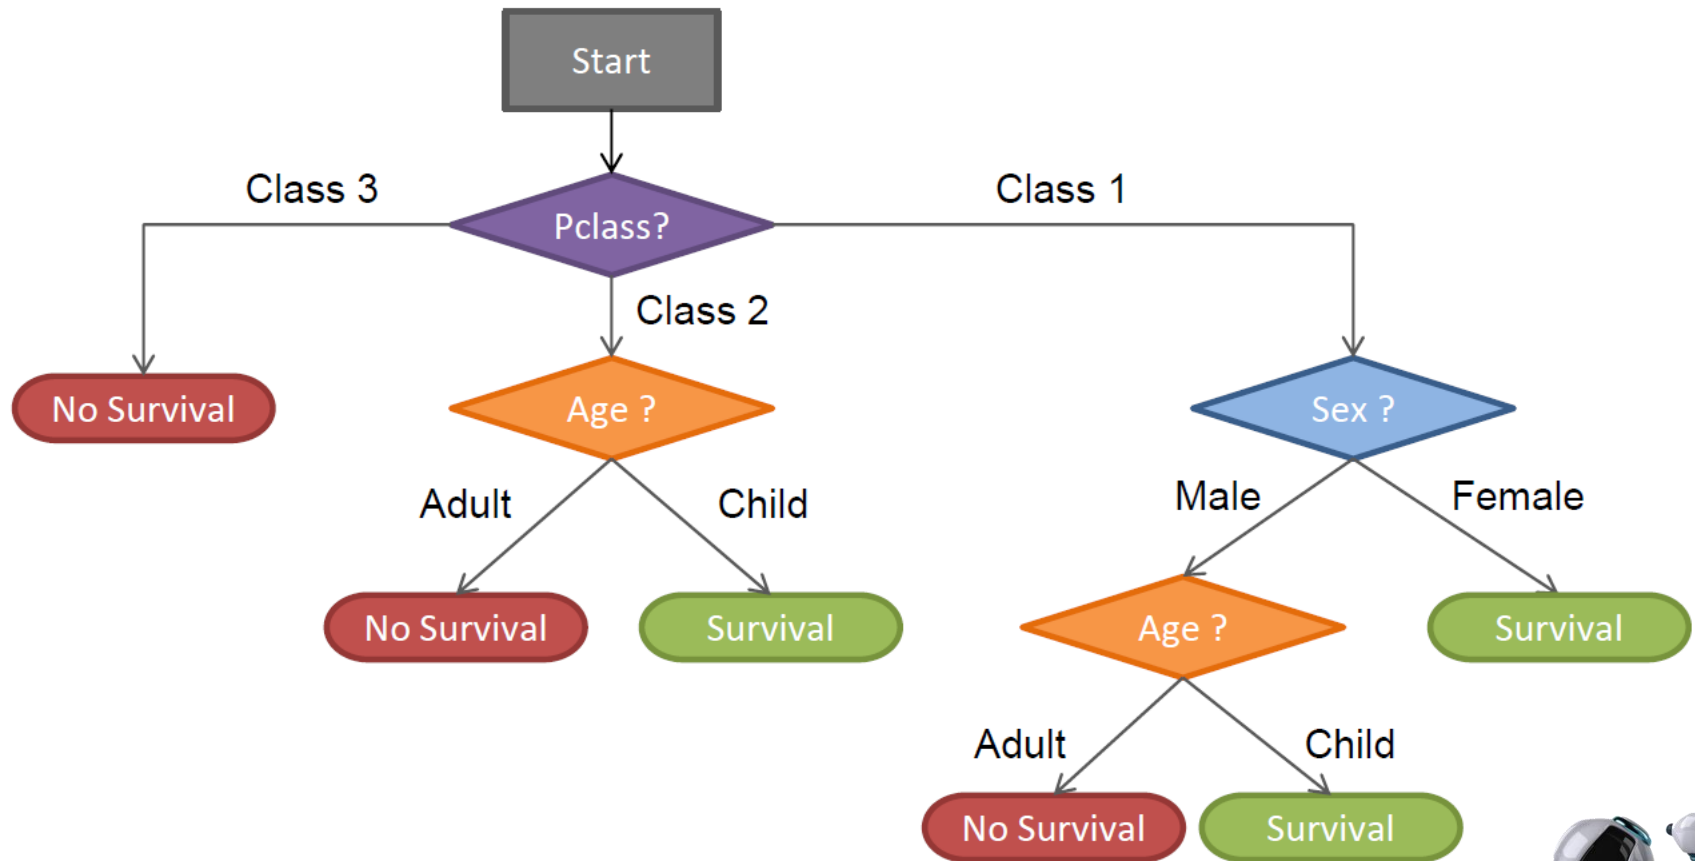 Start
Class 3
Class 1
Pclass?
Class 2
No Survival
Age ?
Sex ?
Adult
Child
Male
Female
No Survival
Survival
Age ?
Survival
Adult
Child
No Survival
Survival